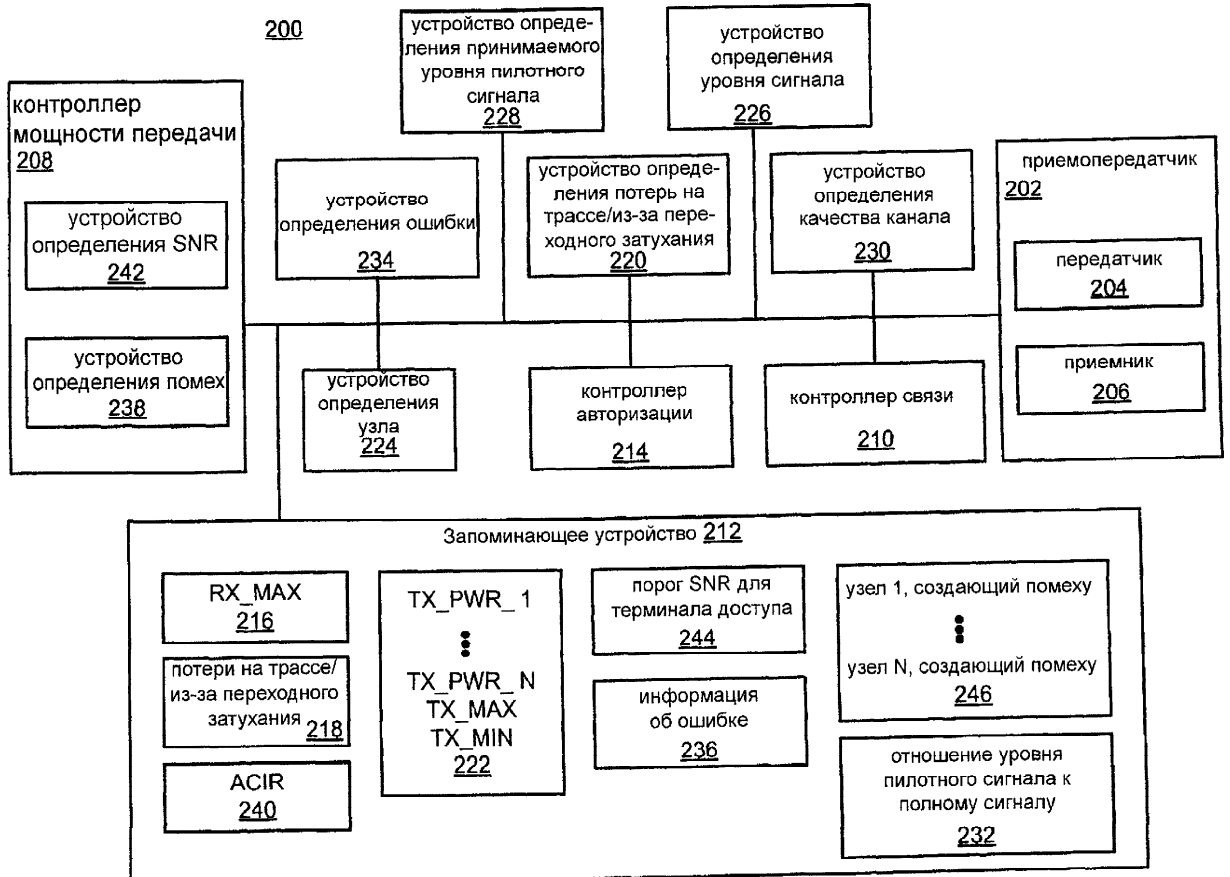 200
устройство опреде-
ления принимаемого
уровня пилотного
сигнала
228
устройство
определения
уровня сигнала
226
контроллер
мощности передачи
208
устройство
определения SNR
242
устройство
определения помех
238
устройство
определения ошибки
234
устройство опреде-
ления потерь на
трассе/из-за пере-
ходного затухания
220
устройство
определения
качества канала
230
приемопередатчик
202
передатчик
204
приемник
206
устройство
определения
узла
224
контроллер
авторизации
214
контроллер связи
210
Запоминающее устройство 212
RX_MAX
216
потери на трассе/
из-за переходного
затухания 218
ACIR
240
TX_PWR_ 1
TX_PWR_ N
TX_MAX
TX_MIN
222
порог SNR для
терминала доступа
244
информация
об ошибке
236
узел 1, создающий помеху
узел N, создающий помеху
246
отношение уровня
пилотного сигнала к
полному сигналу
232